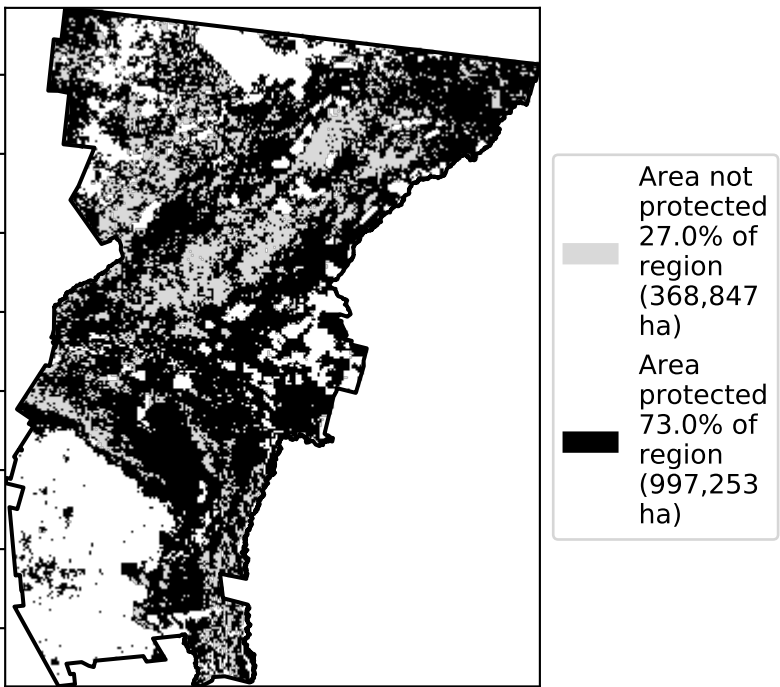 Area not
protected
27.0% of
region
(368,847
ha)
Area
protected
73.0% of
region
(997,253
ha)